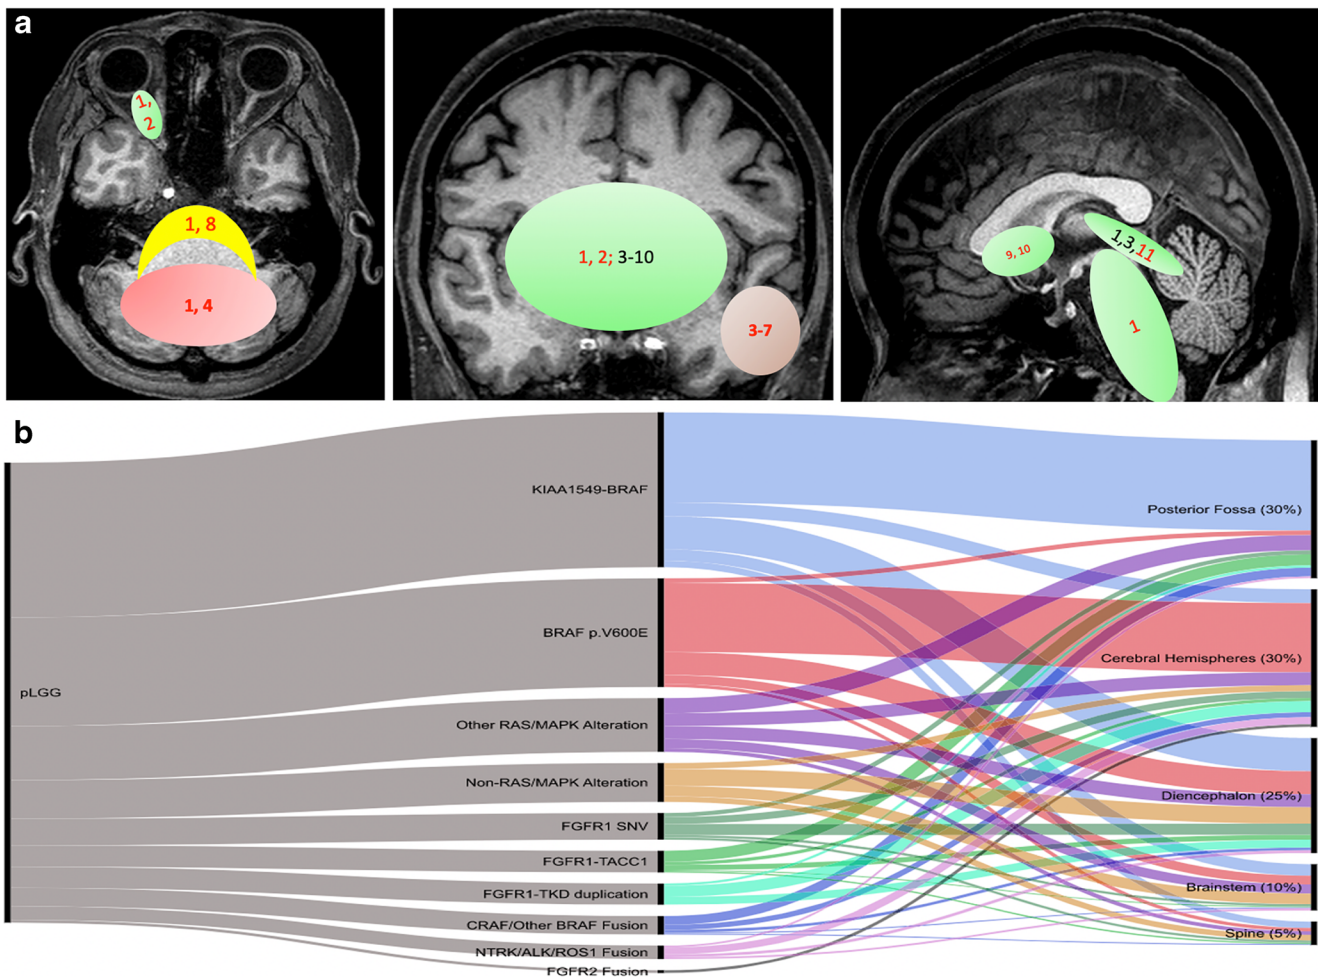 a
1,
2
1, 8
1, 4
1, 2; 3-10
3-7
9, 10
1,3,11
1
b
pLGG
KIAA1549-BRAF
BRAF p.V600E
Other RAS/MAPK Alteration
Non-RAS/MAPK Alteration
FGFR1 SNV
FGFR1-TACC1
FGFR1-TKD duplication
CRAF/Other BRAF Fusion
NTRK/ALK/ROS1 Fusion
FGFR2 Fusion
Posterior Fossa (30%)
Cerebral Hemispheres (30%)
Diencephalon (25%)
Brainstem (10%)
Spine (5%)